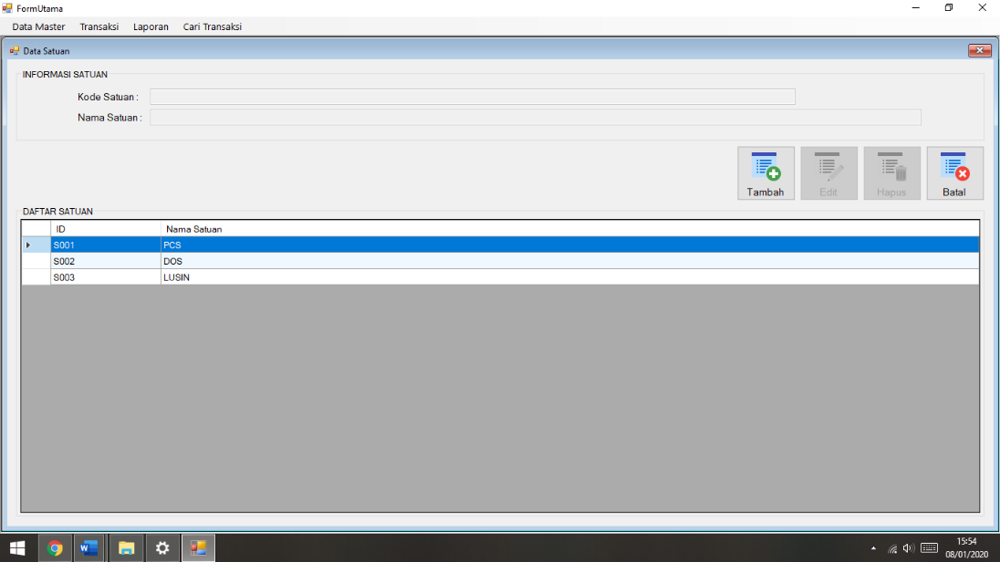 FormUtama
Data Master Transaksi Laporan Cari Transaksi
Data Satuan
INFORMASI SATUAN
Kode Satuan :
Nama Satuan :
Tambah Edit Hapus Batal
DAFTAR SATUAN
ID Nama Satuan
S001 PCS
S002 DOS
S003 LUSIN
15:54
08/01/2020